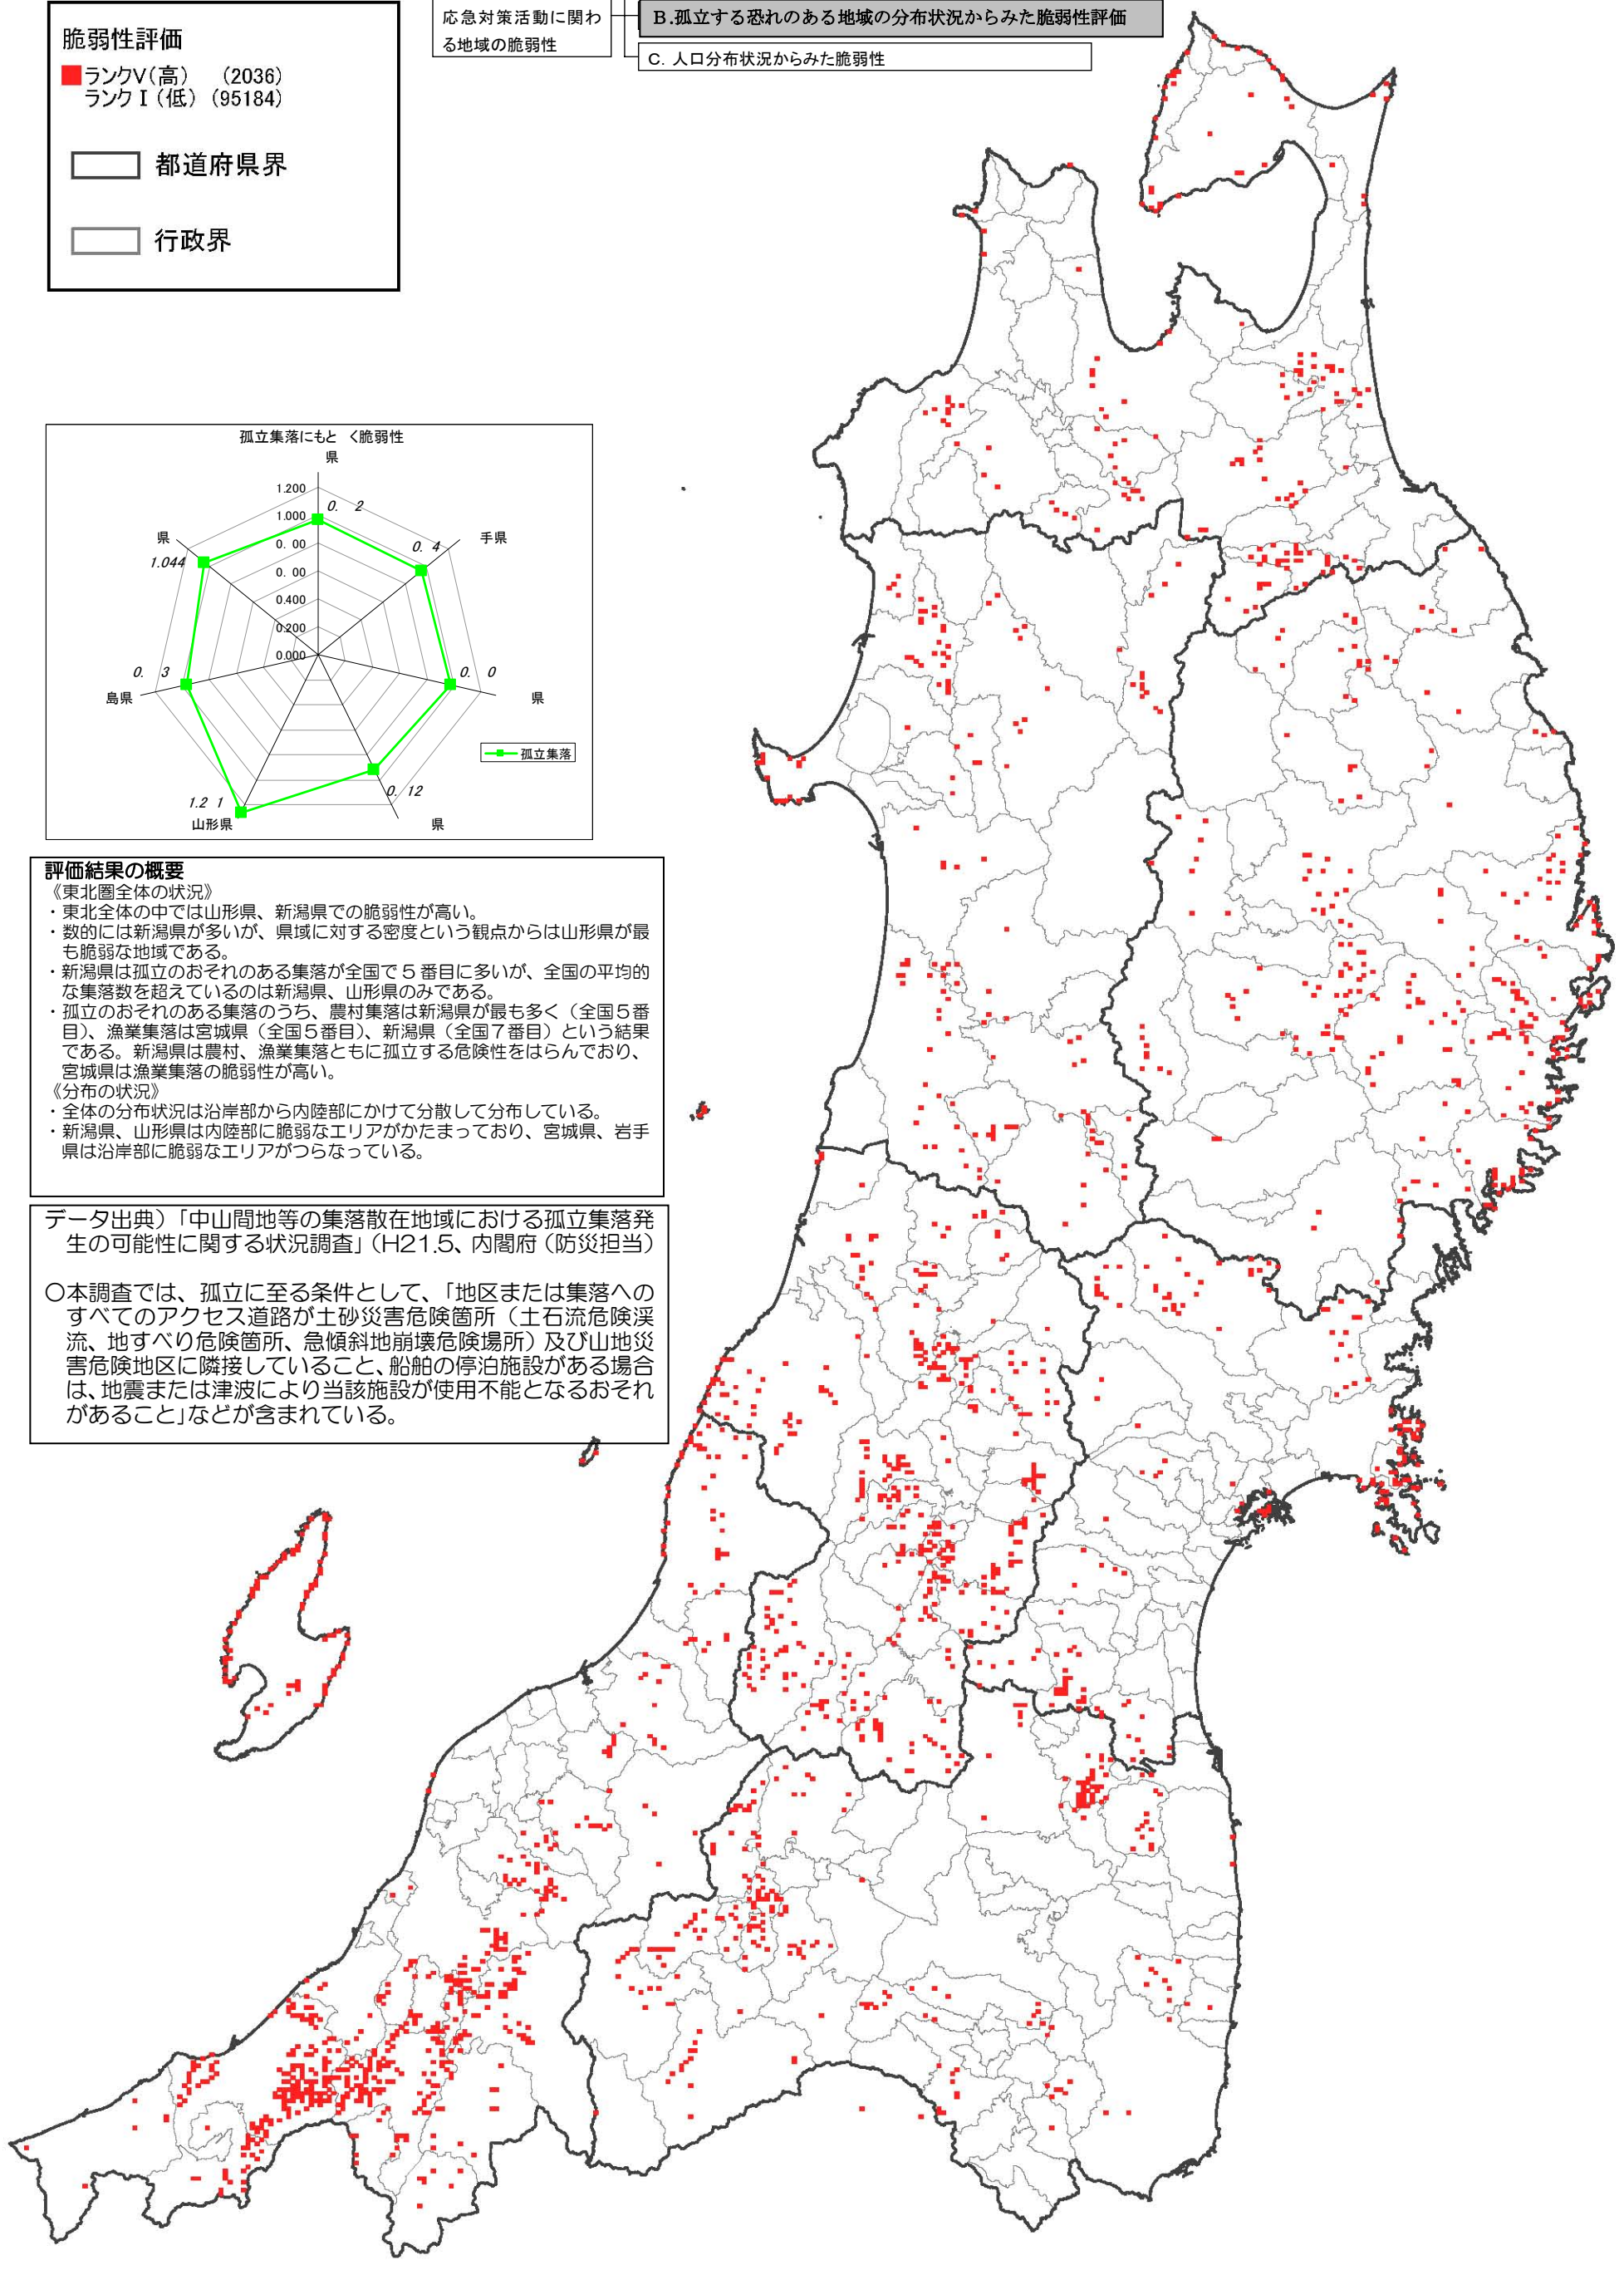 脆弱性評価
ランクⅤ(高) (2036)
ランクⅠ(低) (95184)
都道府県界
行政界
応急対策活動に関わ
る地域の脆弱性
B.孤立する恐れのある地域の分布状況からみた脆弱性評価
C. 人口分布状況からみた脆弱性
孤立集落にもと く脆弱性
県
1.200
1.000
0. 00
0. 00
0.400
0.200
0.000
0. 2
手県
0. 4
県
0. 0
県
0. 12
山形県
1.2 1
島県
0. 3
県
1.044
孤立集落
評価結果の概要
《東北圏全体の状況》
・東北全体の中では山形県、新潟県での脆弱性が高い。
・数的には新潟県が多いが、県域に対する密度という観点からは山形県が最
も脆弱な地域である。
・新潟県は孤立のおそれのある集落が全国で5番目に多いが、全国の平均的
な集落数を超えているのは新潟県、山形県のみである。
・孤立のおそれのある集落のうち、農村集落は新潟県が最も多く（全国5番
目）、漁業集落は宮城県（全国5番目）、新潟県（全国7番目）という結果
である。新潟県は農村、漁業集落ともに孤立する危険性をはらんでおり、
宮城県は漁業集落の脆弱性が高い。
《分布の状況》
・全体の分布状況は沿岸部から内陸部にかけて分散して分布している。
・新潟県、山形県は内陸部に脆弱なエリアがかたまっており、宮城県、岩手
県は沿岸部に脆弱なエリアがつらなっている。
データ出典）「中山間地等の集落散在地域における孤立集落発
生の可能性に関する状況調査」（H21.5、内閣府（防災担当）
○本調査では、孤立に至る条件として、「地区または集落への
すべてのアクセス道路が土砂災害危険箇所（土石流危険渓
流、地すべり危険箇所、急傾斜地崩壊危険場所）及び山地災
害危険地区に隣接していること、船舶の停泊施設がある場合
は、地震または津波により当該施設が使用不能となるおそれ
があること」などが含まれている。